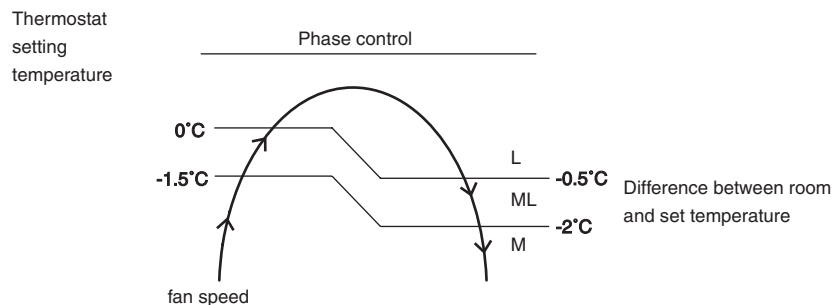 Thermostat
setting
temperature
Phase control
0°C
-1.5°C
L
-0.5°C
ML
Difference between room
and set temperature
-2°C
M
fan speed